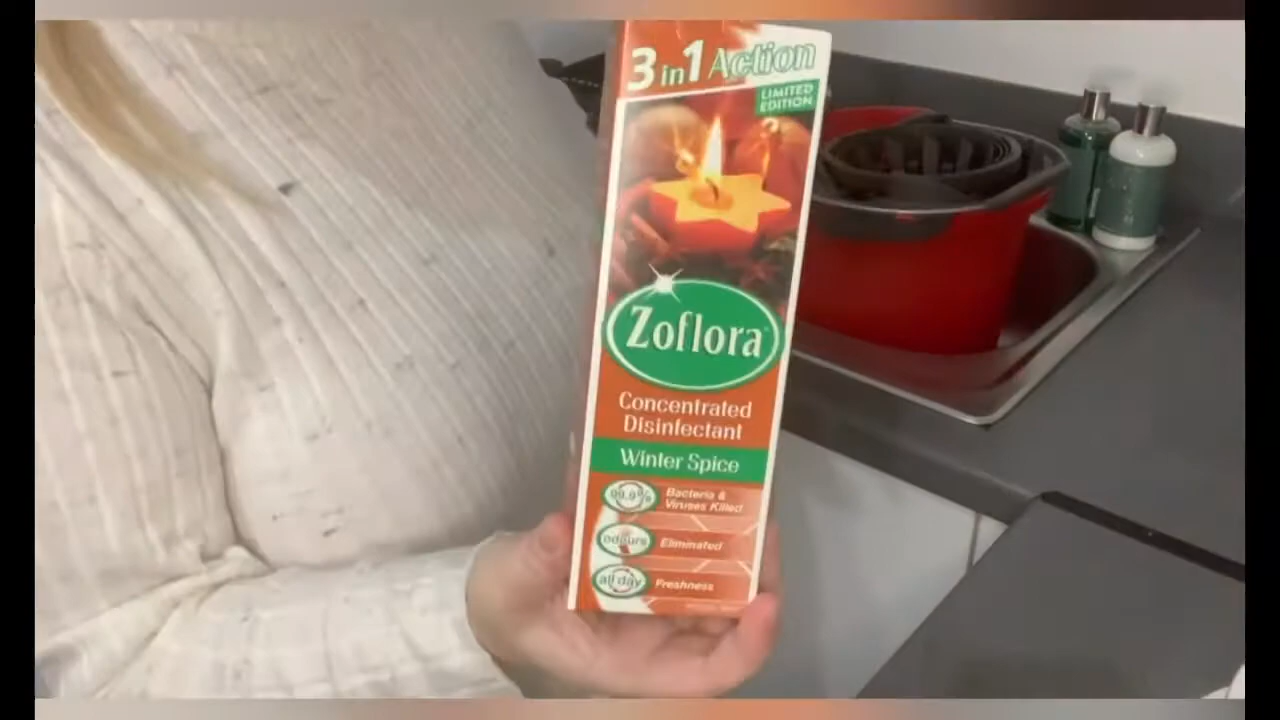 3 in 1 Action
LIMITED
EDITION
Zoflora
Concentrated
Disinfectant
Winter Spice
99.9%
Bacteria &
Viruses Killed
odours
Eliminated
all day
Freshness